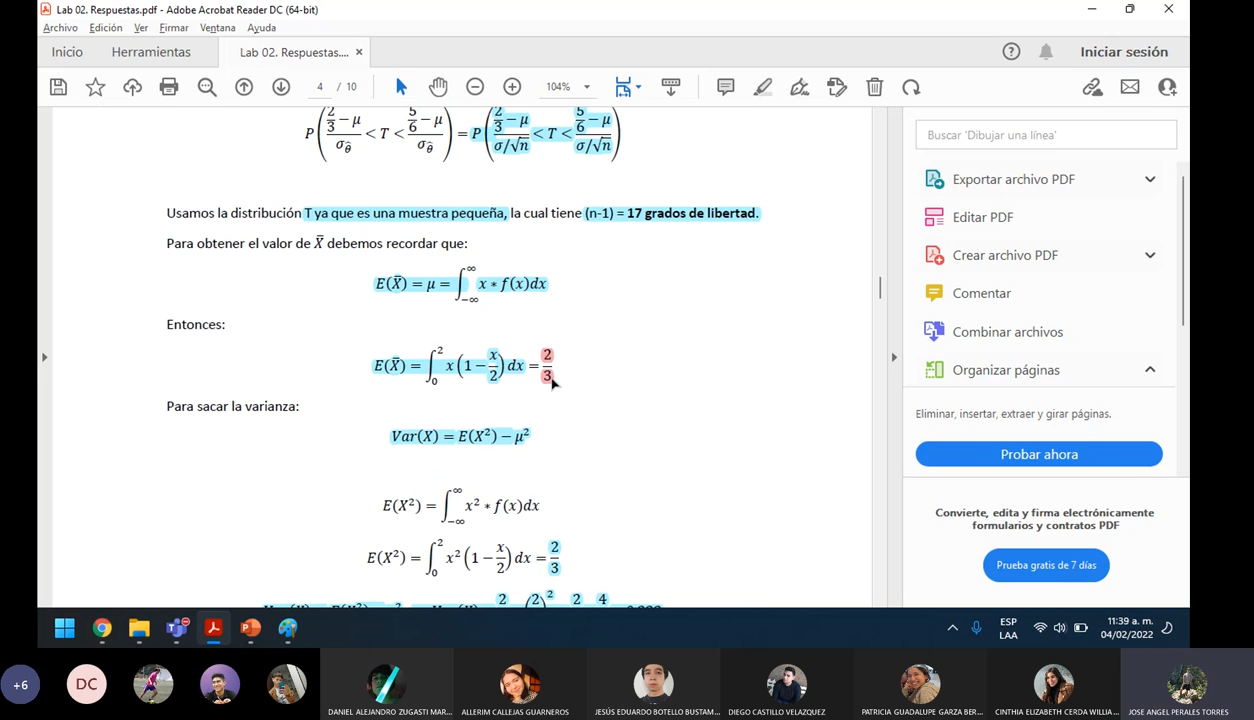 Lab 02. Respuestas.pdf - Adobe Acrobat Reader DC (64-bit)
Archivo Edición Ver Firmar Ventana Ayuda
Inicio Herramientas Lab 02. Respuestas.... × Iniciar sesión
4 / 10 104%
P( (2/3 − μ)/σ_θ̂ < T < (5/6 − μ)/σ_θ̂ ) = P( (2/3 − μ)/(σ/√n) < T < (5/6 − μ)/(σ/√n) )
Usamos la distribución T ya que es una muestra pequeña, la cual tiene (n-1) = 17 grados de libertad.
Para obtener el valor de X̅ debemos recordar que:
E(X̅) = μ = ∫_{−∞}^{∞} x ∗ f(x)dx
Entonces:
E(X̅) = ∫_0^2 x(1 − x/2) dx = 2/3
Para sacar la varianza:
Var(X) = E(X²) − μ²
E(X²) = ∫_{−∞}^{∞} x² ∗ f(x)dx
E(X²) = ∫_0^2 x²(1 − x/2) dx = 2/3
Buscar 'Dibujar una línea'
Exportar archivo PDF
Editar PDF
Crear archivo PDF
Comentar
Combinar archivos
Organizar páginas
Eliminar, insertar, extraer y girar páginas.
Probar ahora
Convierte, edita y firma electrónicamente
formularios y contratos PDF
Prueba gratis de 7 días
ESP
LAA
11:39 a. m.
04/02/2022
+6 DC
DANIEL ALEJANDRO ZUGASTI MAR...
ALLERIM CALLEJAS GUARNEROS
JESÚS EDUARDO BOTELLO BUSTAM...
DIEGO CASTILLO VELAZQUEZ
PATRICIA GUADALUPE GARZA BER...
CINTHIA ELIZABETH CERDA WILLIA...
JOSE ANGEL PERALES TORRES